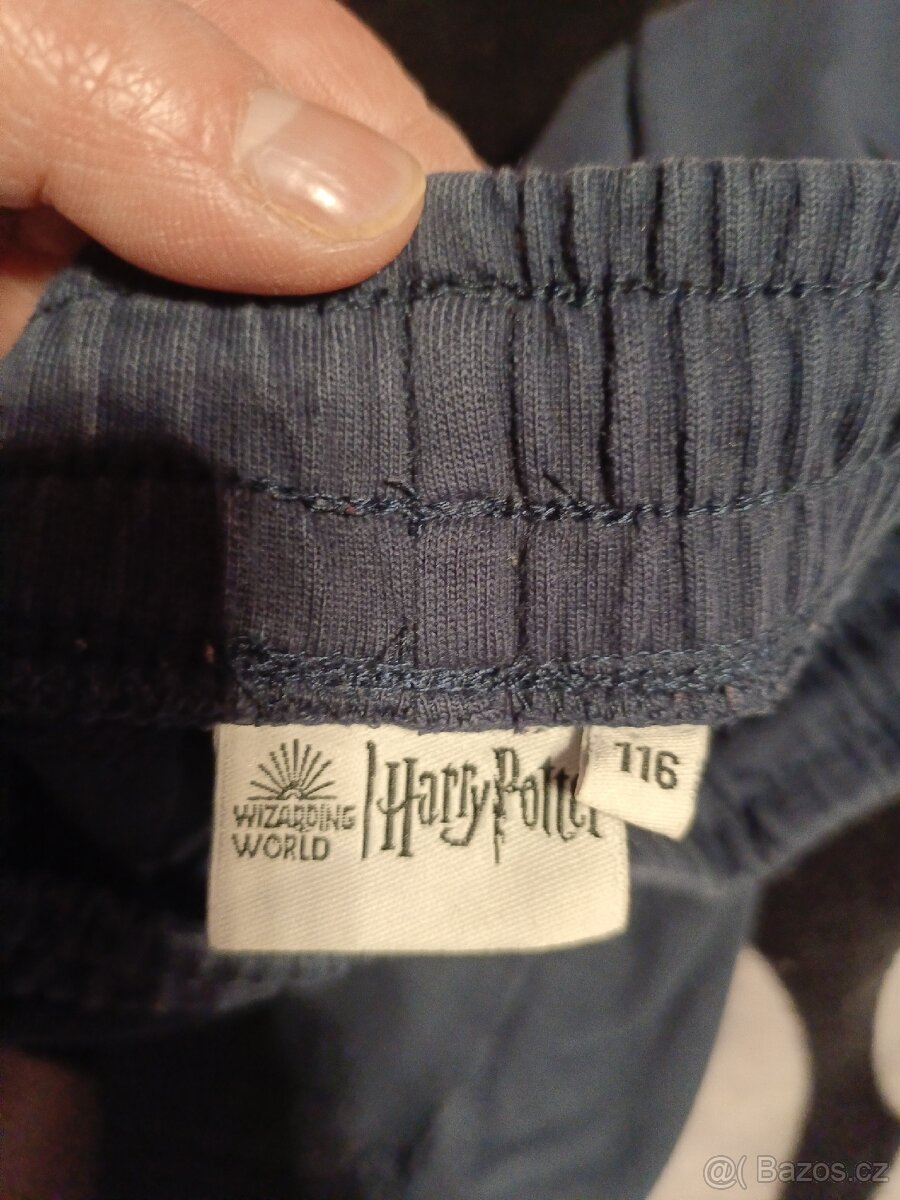 WIZARDING
WORLD
Harry Potter
116
@( Bazos.cz